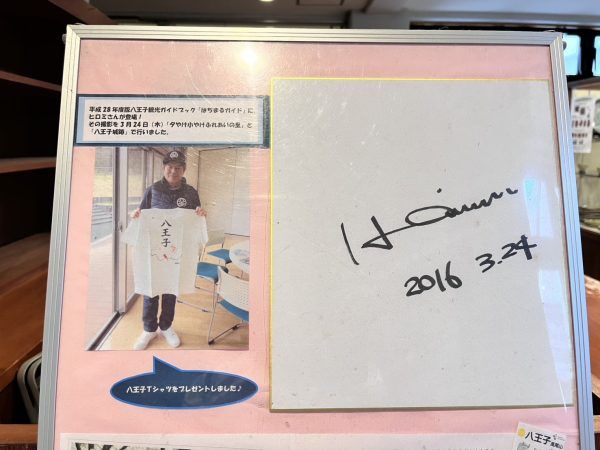 平成28年度版八王子観光ガイドブック「はちまるガイド」に、
ヒロミさんが登場！
その撮影を3月24日（木）「夕やけ小やけふれあいの里」と
「八王子城跡」で行いました。
八王子
八王子Tシャツをプレゼントしました♪
2016 3.24
八王子